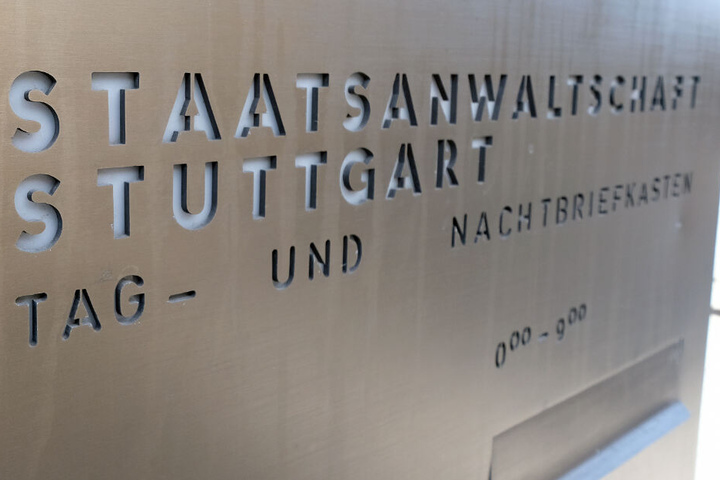 STAATSANWALTSCHAFT
STUTTGART
TAG- UND NACHTBRIEFKASTEN
0⁰⁰ - 9⁰⁰